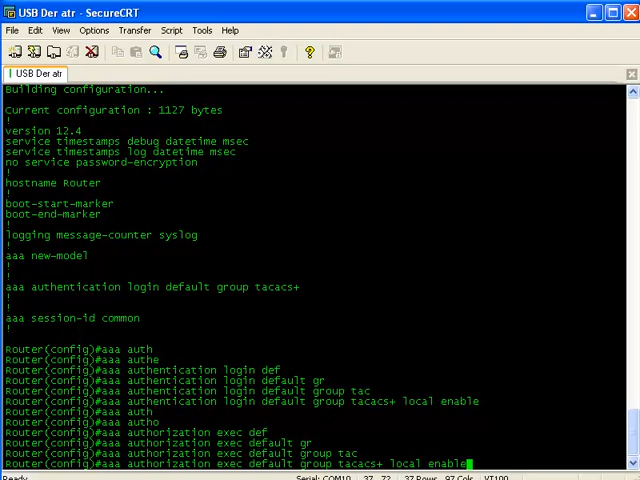 USB Der atr - SecureCRT
File Edit View Options Transfer Script Tools Help
USB Der atr
Building configuration...
Current configuration : 1127 bytes
!
version 12.4
service timestamps debug datetime msec
service timestamps log datetime msec
no service password-encryption
!
hostname Router
!
boot-start-marker
boot-end-marker
!
logging message-counter syslog
!
aaa new-model
!
!
aaa authentication login default group tacacs+
!
!
aaa session-id common
!
Router(config)#aaa auth
Router(config)#aaa authe
Router(config)#aaa authentication login def
Router(config)#aaa authentication login default gr
Router(config)#aaa authentication login default group tac
Router(config)#aaa authentication login default group tacacs+ local enable
Router(config)#aaa auth
Router(config)#aaa autho
Router(config)#aaa authorization exec def
Router(config)#aaa authorization exec default gr
Router(config)#aaa authorization exec default group tac
Router(config)#aaa authorization exec default group tacacs+ local enable
Ready Serial: COM10 37, 72 37 Rows, 97 Cols VT100